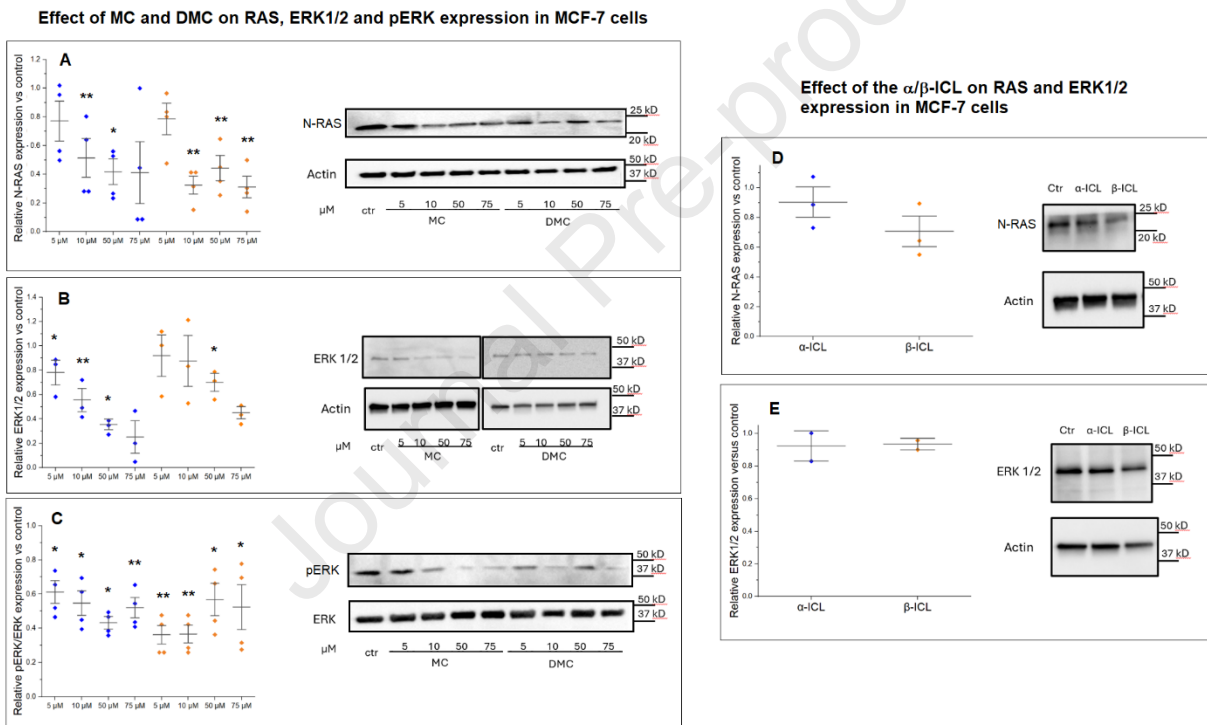 Effect of MC and DMC on RAS, ERK1/2 and pERK expression in MCF-7 cells
A
Relative N-RAS expression vs control
1.2
1.0
0.8
0.6
0.4
0.2
0.0
** * ** ** **
5 µM 10 µM 50 µM 75 µM 5 µM 10 µM 50 µM 75 µM
N-RAS
25 kD
20 kD
Actin
50 kD
37 kD
µM ctr 5 10 50 75 5 10 50 75
MC DMC
B
Relative ERK1/2 expression vs control
1.4
1.2
1.0
0.8
0.6
0.4
0.2
0.0
* ** * *
5 µM 10 µM 50 µM 75 µM 5 µM 10 µM 50 µM 75 µM
ERK 1/2
50 kD
37 kD
Actin
50 kD
37 kD
µM ctr 5 10 50 75 ctr 5 10 50 75
MC DMC
C
Relative pERK/ERK expression vs control
1.0
0.8
0.6
0.4
0.2
0.0
* * * ** ** ** * *
5 µM 10 µM 50 µM 75 µM 5 µM 10 µM 50 µM 75 µM
pERK
50 kD
37 kD
ERK
50 kD
37 kD
µM ctr 5 10 50 75 5 10 50 75
MC DMC
Effect of the α/β-ICL on RAS and ERK1/2
expression in MCF-7 cells
D
Relative N-RAS expression vs control
1.2
1.0
0.8
0.6
0.4
0.2
0.0
α-ICL β-ICL
Ctr α-ICL β-ICL
N-RAS
25 kD
20 kD
Actin
50 kD
37 kD
E
Relative ERK1/2 expression versus control
1.2
1.0
0.8
0.6
0.4
0.2
0.0
α-ICL β-ICL
Ctr α-ICL β-ICL
ERK 1/2
50 kD
37 kD
Actin
50 kD
37 kD
Journal Pre-proo